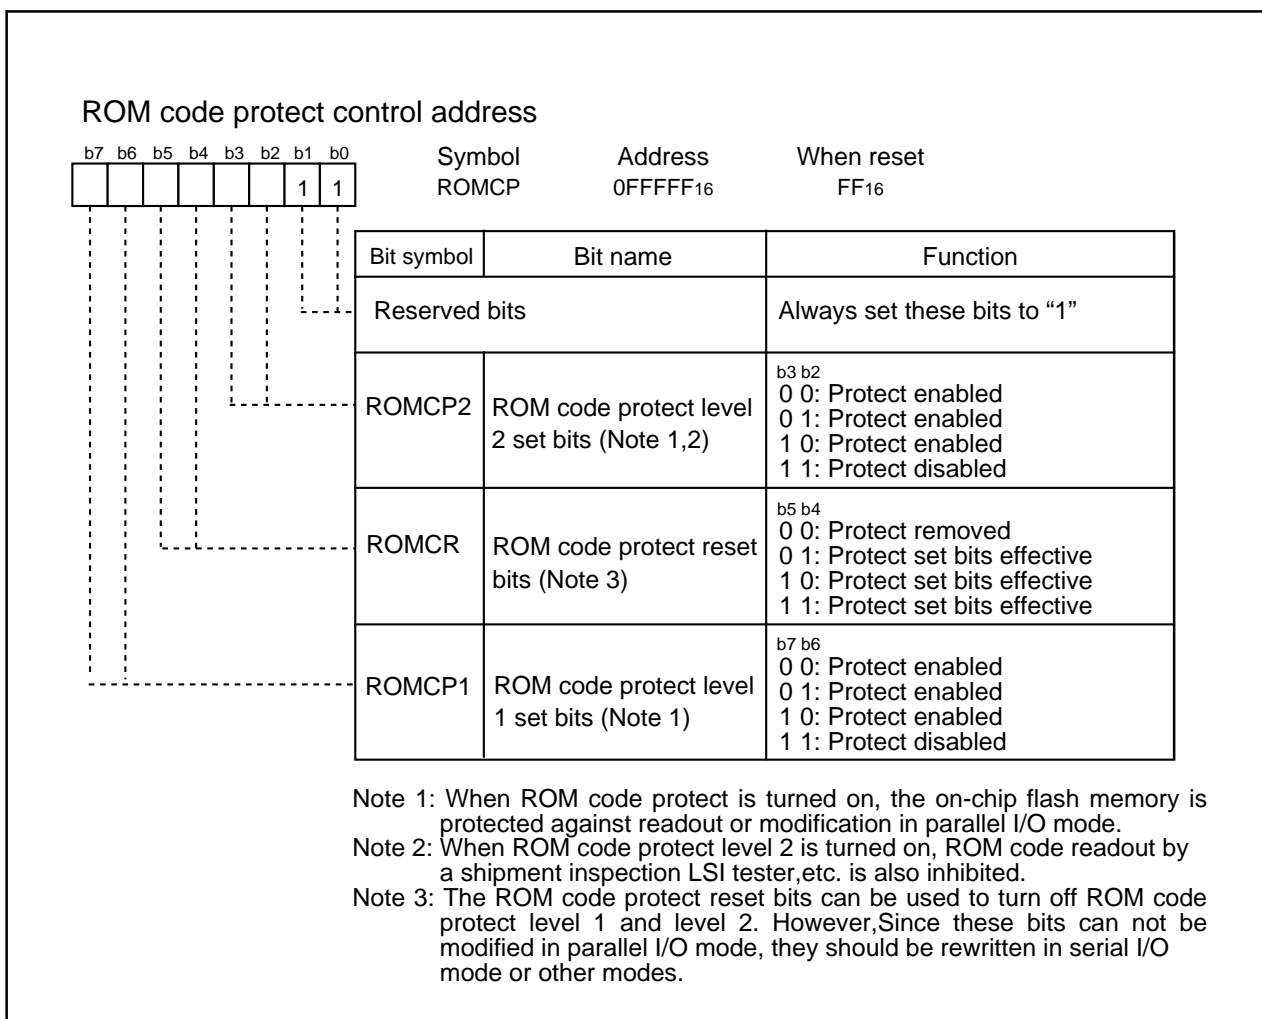 ROM code protect control address
b7 b6 b5 b4 b3 b2 b1 b0
1 1
Symbol Address When reset
ROMCP 0FFFFF16 FF16
Bit symbol Bit name Function
Reserved bits Always set these bits to “1”
ROMCP2
ROM code protect level
2 set bits (Note 1,2)
b3 b2
0 0: Protect enabled
0 1: Protect enabled
1 0: Protect enabled
1 1: Protect disabled
ROMCR
ROM code protect reset
bits (Note 3)
b5 b4
0 0: Protect removed
0 1: Protect set bits effective
1 0: Protect set bits effective
1 1: Protect set bits effective
ROMCP1
ROM code protect level
1 set bits (Note 1)
b7 b6
0 0: Protect enabled
0 1: Protect enabled
1 0: Protect enabled
1 1: Protect disabled
Note 1: When ROM code protect is turned on, the on-chip flash memory is
protected against readout or modification in parallel I/O mode.
Note 2: When ROM code protect level 2 is turned on, ROM code readout by
a shipment inspection LSI tester,etc. is also inhibited.
Note 3: The ROM code protect reset bits can be used to turn off ROM code
protect level 1 and level 2. However,Since these bits can not be
modified in parallel I/O mode, they should be rewritten in serial I/O
mode or other modes.